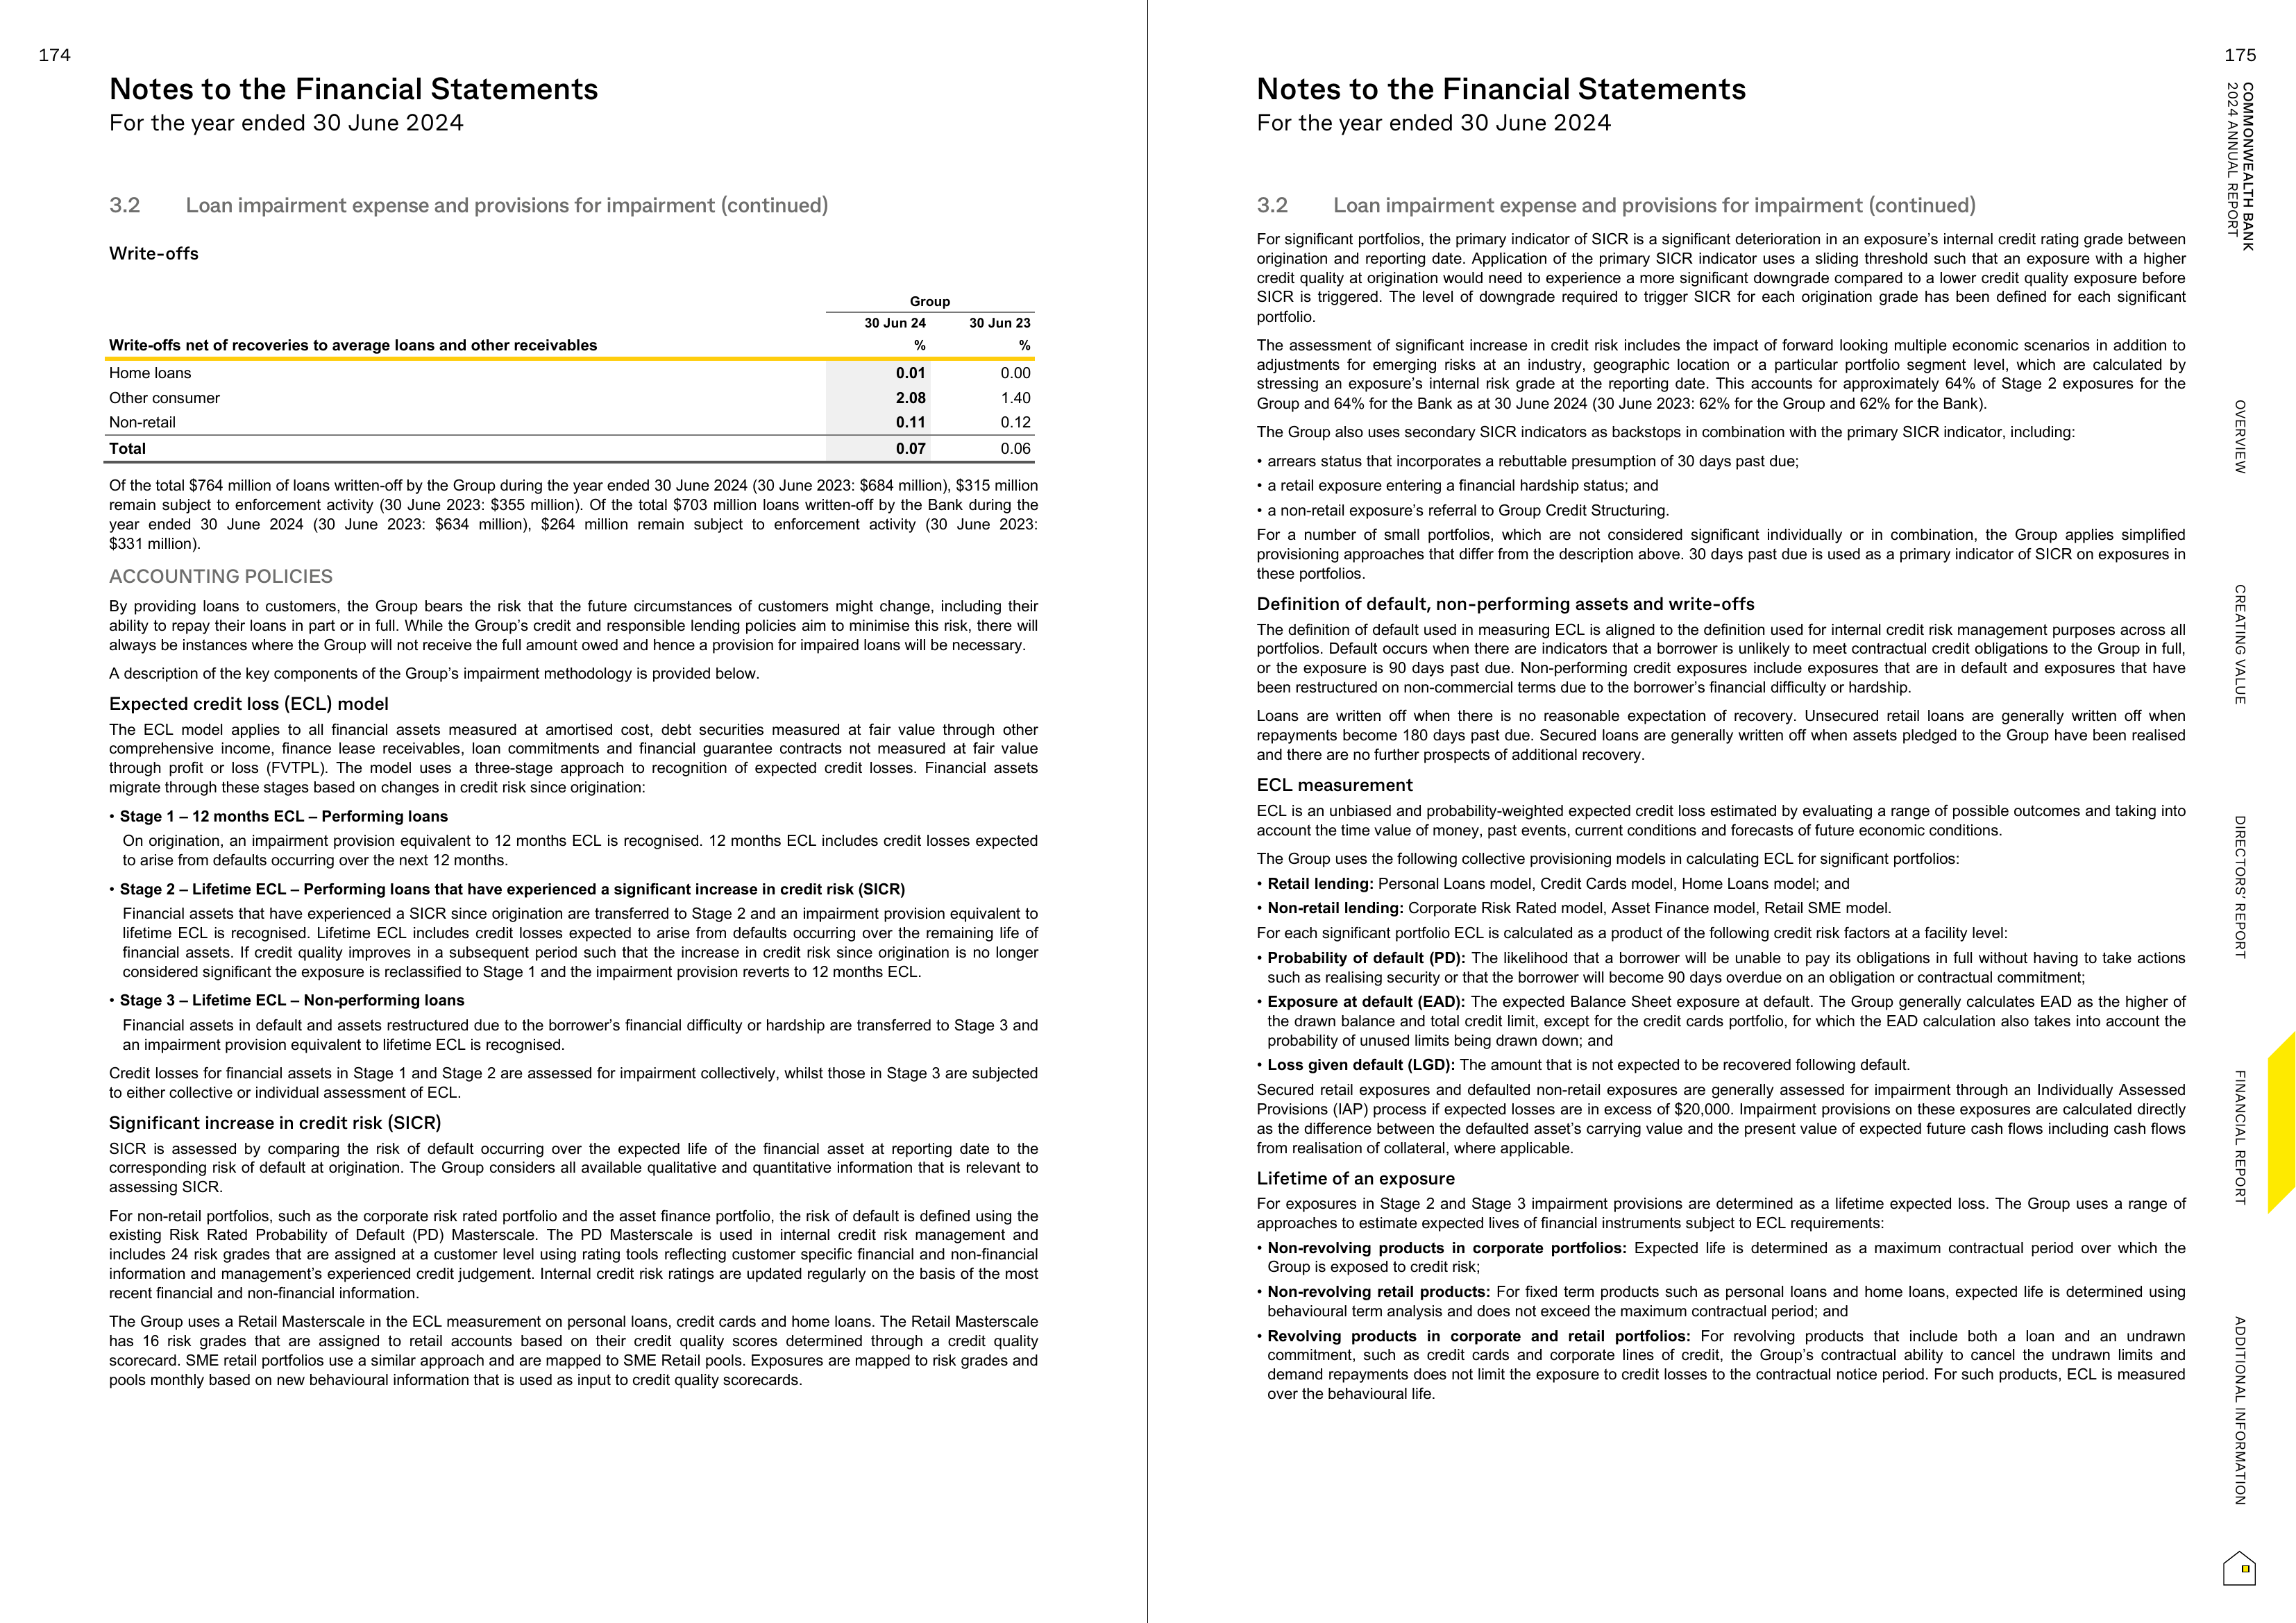 174
Notes to the Financial Statements
For the year ended 30 June 2024
3.2 Loan impairment expense and provisions for impairment (continued)
Write-offs
Group
30 Jun 24 30 Jun 23
Write-offs net of recoveries to average loans and other receivables % %
Home loans 0.01 0.00
Other consumer 2.08 1.40
Non-retail 0.11 0.12
Total 0.07 0.06
Of the total $764 million of loans written-off by the Group during the year ended 30 June 2024 (30 June 2023: $684 million), $315 million
remain subject to enforcement activity (30 June 2023: $355 million). Of the total $703 million loans written-off by the Bank during the
year ended 30 June 2024 (30 June 2023: $634 million), $264 million remain subject to enforcement activity (30 June 2023:
$331 million).
ACCOUNTING POLICIES
By providing loans to customers, the Group bears the risk that the future circumstances of customers might change, including their
ability to repay their loans in part or in full. While the Group's credit and responsible lending policies aim to minimise this risk, there will
always be instances where the Group will not receive the full amount owed and hence a provision for impaired loans will be necessary.
A description of the key components of the Group's impairment methodology is provided below.
Expected credit loss (ECL) model
The ECL model applies to all financial assets measured at amortised cost, debt securities measured at fair value through other
comprehensive income, finance lease receivables, loan commitments and financial guarantee contracts not measured at fair value
through profit or loss (FVTPL). The model uses a three-stage approach to recognition of expected credit losses. Financial assets
migrate through these stages based on changes in credit risk since origination:
• Stage 1 – 12 months ECL – Performing loans
On origination, an impairment provision equivalent to 12 months ECL is recognised. 12 months ECL includes credit losses expected
to arise from defaults occurring over the next 12 months.
• Stage 2 – Lifetime ECL – Performing loans that have experienced a significant increase in credit risk (SICR)
Financial assets that have experienced a SICR since origination are transferred to Stage 2 and an impairment provision equivalent to
lifetime ECL is recognised. Lifetime ECL includes credit losses expected to arise from defaults occurring over the remaining life of
financial assets. If credit quality improves in a subsequent period such that the increase in credit risk since origination is no longer
considered significant the exposure is reclassified to Stage 1 and the impairment provision reverts to 12 months ECL.
• Stage 3 – Lifetime ECL – Non-performing loans
Financial assets in default and assets restructured due to the borrower's financial difficulty or hardship are transferred to Stage 3 and
an impairment provision equivalent to lifetime ECL is recognised.
Credit losses for financial assets in Stage 1 and Stage 2 are assessed for impairment collectively, whilst those in Stage 3 are subjected
to either collective or individual assessment of ECL.
Significant increase in credit risk (SICR)
SICR is assessed by comparing the risk of default occurring over the expected life of the financial asset at reporting date to the
corresponding risk of default at origination. The Group considers all available qualitative and quantitative information that is relevant to
assessing SICR.
For non-retail portfolios, such as the corporate risk rated portfolio and the asset finance portfolio, the risk of default is defined using the
existing Risk Rated Probability of Default (PD) Masterscale. The PD Masterscale is used in internal credit risk management and
includes 24 risk grades that are assigned at a customer level using rating tools reflecting customer specific financial and non-financial
information and management's experienced credit judgement. Internal credit risk ratings are updated regularly on the basis of the most
recent financial and non-financial information.
The Group uses a Retail Masterscale in the ECL measurement on personal loans, credit cards and home loans. The Retail Masterscale
has 16 risk grades that are assigned to retail accounts based on their credit quality scores determined through a credit quality
scorecard. SME retail portfolios use a similar approach and are mapped to SME Retail pools. Exposures are mapped to risk grades and
pools monthly based on new behavioural information that is used as input to credit quality scorecards.
175
Notes to the Financial Statements
For the year ended 30 June 2024
3.2 Loan impairment expense and provisions for impairment (continued)
For significant portfolios, the primary indicator of SICR is a significant deterioration in an exposure's internal credit rating grade between
origination and reporting date. Application of the primary SICR indicator uses a sliding threshold such that an exposure with a higher
credit quality at origination would need to experience a more significant downgrade compared to a lower credit quality exposure before
SICR is triggered. The level of downgrade required to trigger SICR for each origination grade has been defined for each significant
portfolio.
The assessment of significant increase in credit risk includes the impact of forward looking multiple economic scenarios in addition to
adjustments for emerging risks at an industry, geographic location or a particular portfolio segment level, which are calculated by
stressing an exposure's internal risk grade at the reporting date. This accounts for approximately 64% of Stage 2 exposures for the
Group and 64% for the Bank as at 30 June 2024 (30 June 2023: 62% for the Group and 62% for the Bank).
The Group also uses secondary SICR indicators as backstops in combination with the primary SICR indicator, including:
• arrears status that incorporates a rebuttable presumption of 30 days past due;
• a retail exposure entering a financial hardship status; and
• a non-retail exposure's referral to Group Credit Structuring.
For a number of small portfolios, which are not considered significant individually or in combination, the Group applies simplified
provisioning approaches that differ from the description above. 30 days past due is used as a primary indicator of SICR on exposures in
these portfolios.
Definition of default, non-performing assets and write-offs
The definition of default used in measuring ECL is aligned to the definition used for internal credit risk management purposes across all
portfolios. Default occurs when there are indicators that a borrower is unlikely to meet contractual credit obligations to the Group in full,
or the exposure is 90 days past due. Non-performing credit exposures include exposures that are in default and exposures that have
been restructured on non-commercial terms due to the borrower's financial difficulty or hardship.
Loans are written off when there is no reasonable expectation of recovery. Unsecured retail loans are generally written off when
repayments become 180 days past due. Secured loans are generally written off when assets pledged to the Group have been realised
and there are no further prospects of additional recovery.
ECL measurement
ECL is an unbiased and probability-weighted expected credit loss estimated by evaluating a range of possible outcomes and taking into
account the time value of money, past events, current conditions and forecasts of future economic conditions.
The Group uses the following collective provisioning models in calculating ECL for significant portfolios:
• Retail lending: Personal Loans model, Credit Cards model, Home Loans model; and
• Non-retail lending: Corporate Risk Rated model, Asset Finance model, Retail SME model.
For each significant portfolio ECL is calculated as a product of the following credit risk factors at a facility level:
• Probability of default (PD): The likelihood that a borrower will be unable to pay its obligations in full without having to take actions
such as realising security or that the borrower will become 90 days overdue on an obligation or contractual commitment;
• Exposure at default (EAD): The expected Balance Sheet exposure at default. The Group generally calculates EAD as the higher of
the drawn balance and total credit limit, except for the credit cards portfolio, for which the EAD calculation also takes into account the
probability of unused limits being drawn down; and
• Loss given default (LGD): The amount that is not expected to be recovered following default.
Secured retail exposures and defaulted non-retail exposures are generally assessed for impairment through an Individually Assessed
Provisions (IAP) process if expected losses are in excess of $20,000. Impairment provisions on these exposures are calculated directly
as the difference between the defaulted asset's carrying value and the present value of expected future cash flows including cash flows
from realisation of collateral, where applicable.
Lifetime of an exposure
For exposures in Stage 2 and Stage 3 impairment provisions are determined as a lifetime expected loss. The Group uses a range of
approaches to estimate expected lives of financial instruments subject to ECL requirements:
• Non-revolving products in corporate portfolios: Expected life is determined as a maximum contractual period over which the
Group is exposed to credit risk;
• Non-revolving retail products: For fixed term products such as personal loans and home loans, expected life is determined using
behavioural term analysis and does not exceed the maximum contractual period; and
• Revolving products in corporate and retail portfolios: For revolving products that include both a loan and an undrawn
commitment, such as credit cards and corporate lines of credit, the Group's contractual ability to cancel the undrawn limits and
demand repayments does not limit the exposure to credit losses to the contractual notice period. For such products, ECL is measured
over the behavioural life.
COMMONWEALTH BANK
2024 ANNUAL REPORT
OVERVIEW
CREATING VALUE
DIRECTORS' REPORT
FINANCIAL REPORT
ADDITIONAL INFORMATION